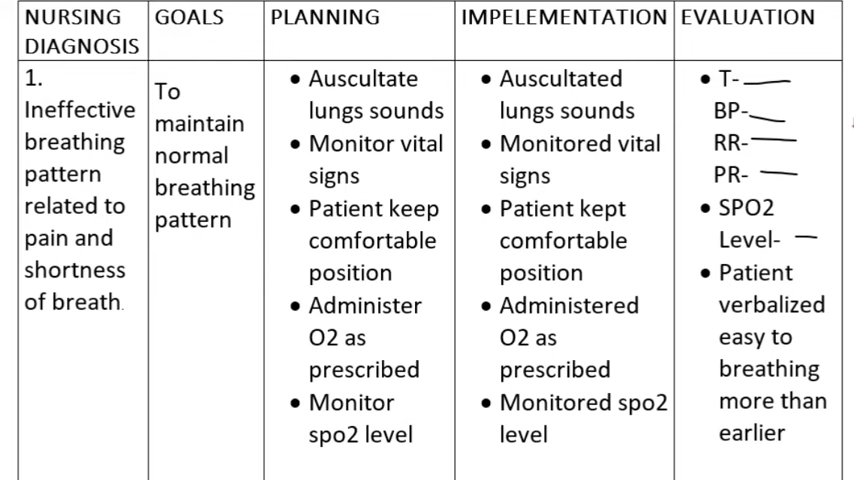 NURSING
DIAGNOSIS
GOALS
PLANNING
IMPELEMENTATION
EVALUATION
1.
Ineffective
breathing
pattern
related to
pain and
shortness
of breath.
To
maintain
normal
breathing
pattern
• Auscultate
lungs sounds
• Monitor vital
signs
• Patient keep
comfortable
position
• Administer
O2 as
prescribed
• Monitor
spo2 level
• Auscultated
lungs sounds
• Monitored vital
signs
• Patient kept
comfortable
position
• Administered
O2 as
prescribed
• Monitored spo2
level
• T-
BP-
RR-
PR-
• SPO2
Level-
• Patient
verbalized
easy to
breathing
more than
earlier